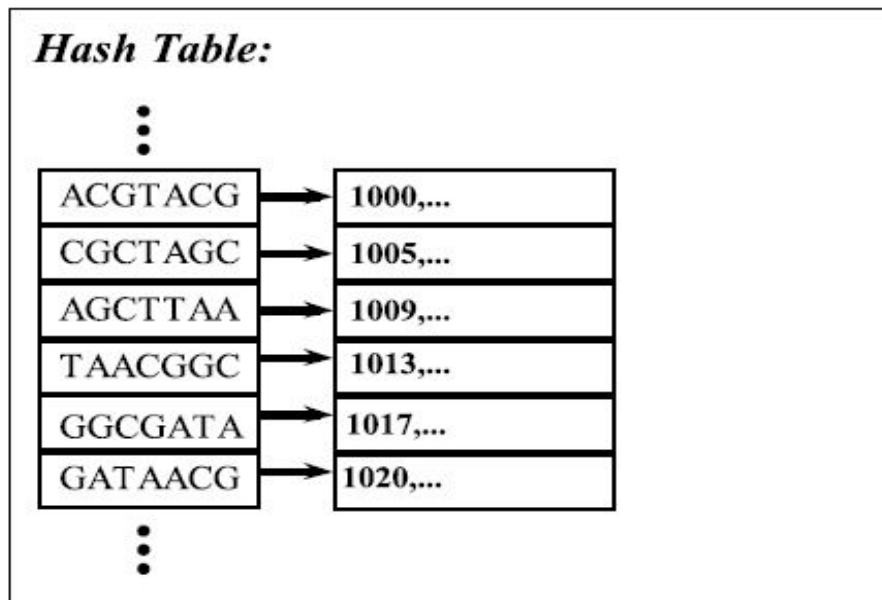 Hash Table:
ACGTACG 1000,...
CGCTAGC 1005,...
AGCTTAA 1009,...
TAACGGC 1013,...
GGCGATA 1017,...
GATAACG 1020,...